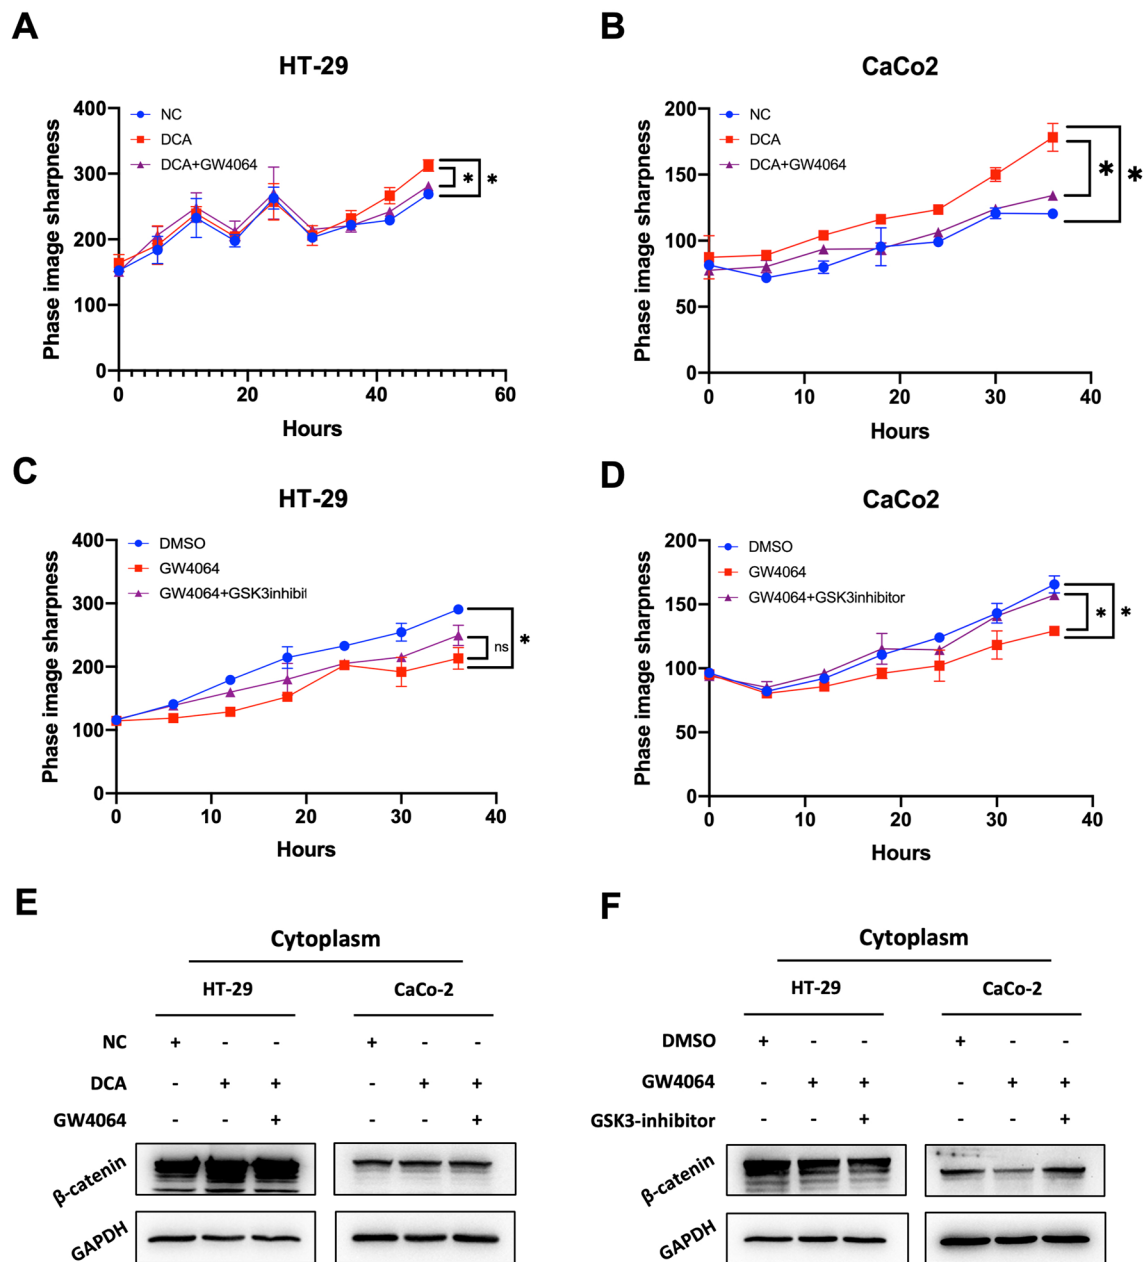 A
HT-29
Phase image sharpness
400
300
200
100
0
NC
DCA
DCA+GW4064
* *
0 20 40 60
Hours
B
CaCo2
Phase image sharpness
200
150
100
50
0
NC
DCA
DCA+GW4064
* *
0 10 20 30 40
Hours
C
HT-29
Phase image sharpness
400
300
200
100
0
DMSO
GW4064
GW4064+GSK3inhibit
ns *
0 10 20 30 40
Hours
D
CaCo2
Phase image sharpness
200
150
100
50
0
DMSO
GW4064
GW4064+GSK3inhibitor
* *
0 10 20 30 40
Hours
E
Cytoplasm
HT-29 CaCo-2
NC + - - + - -
DCA - + + - + +
GW4064 - - + - - +
β-catenin
GAPDH
F
Cytoplasm
HT-29 CaCo-2
DMSO + - - + - -
GW4064 - + + - + +
GSK3-inhibitor - - + - - +
β-catenin
GAPDH